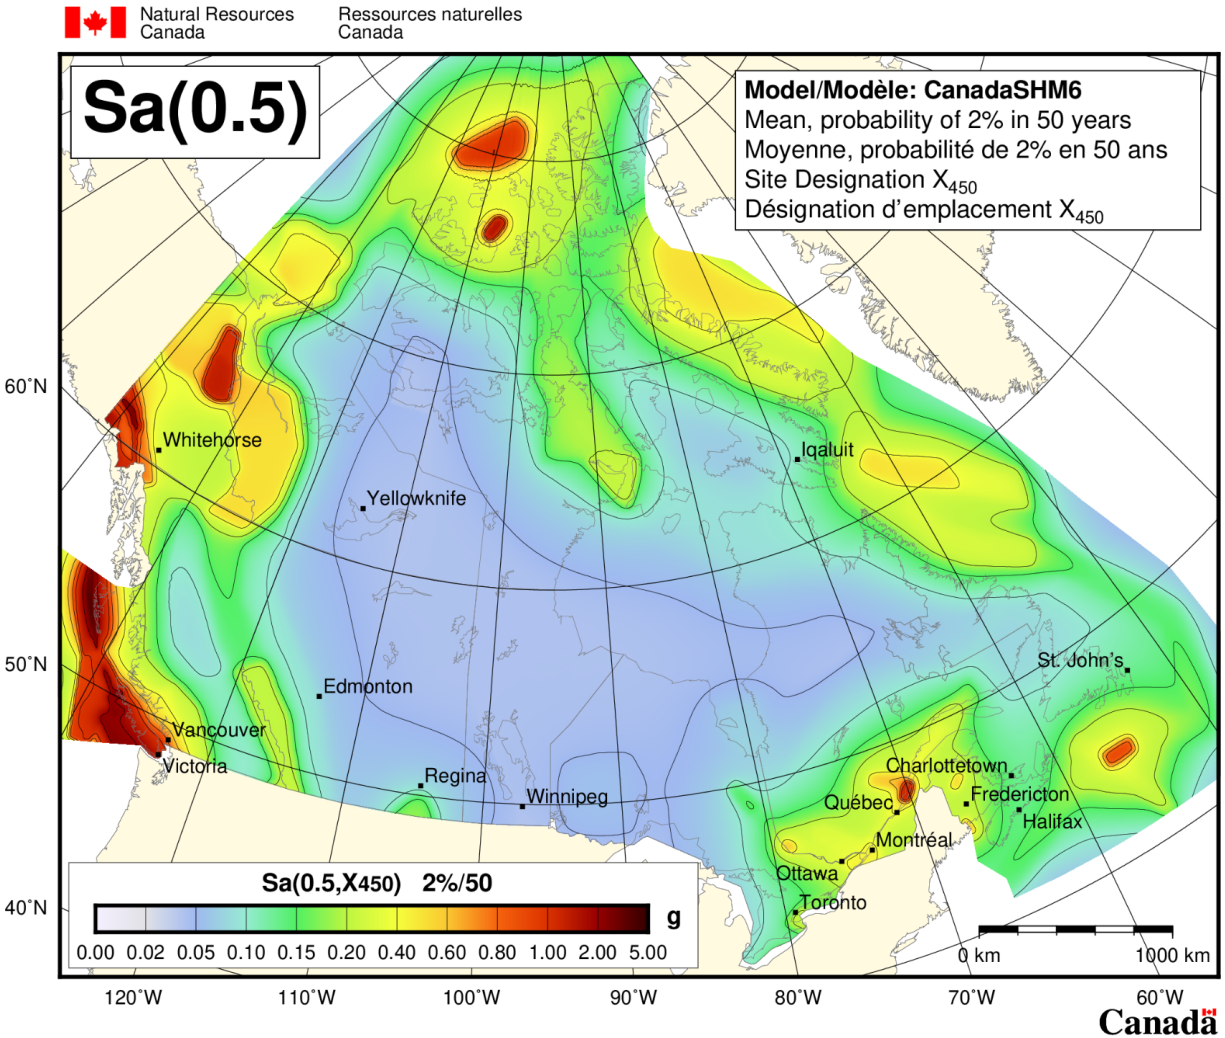 Natural Resources Ressources naturelles
Canada Canada
Sa(0.5)
Model/Modèle: CanadaSHM6
Mean, probability of 2% in 50 years
Moyenne, probabilité de 2% en 50 ans
Site Designation X450
Désignation d'emplacement X450
60°N
Whitehorse
Iqaluit
Yellowknife
50°N
St. John's
Edmonton
Vancouver
Victoria
Charlottetown
Regina
Fredericton
Winnipeg
Québec
Halifax
Montréal
Ottawa
Sa(0.5,X450) 2%/50
Toronto
40°N
g
0.00 0.02 0.05 0.10 0.15 0.20 0.40 0.60 0.80 1.00 2.00 5.00
0 km 1000 km
120°W 110°W 100°W 90°W 80°W 70°W 60°W
Canada